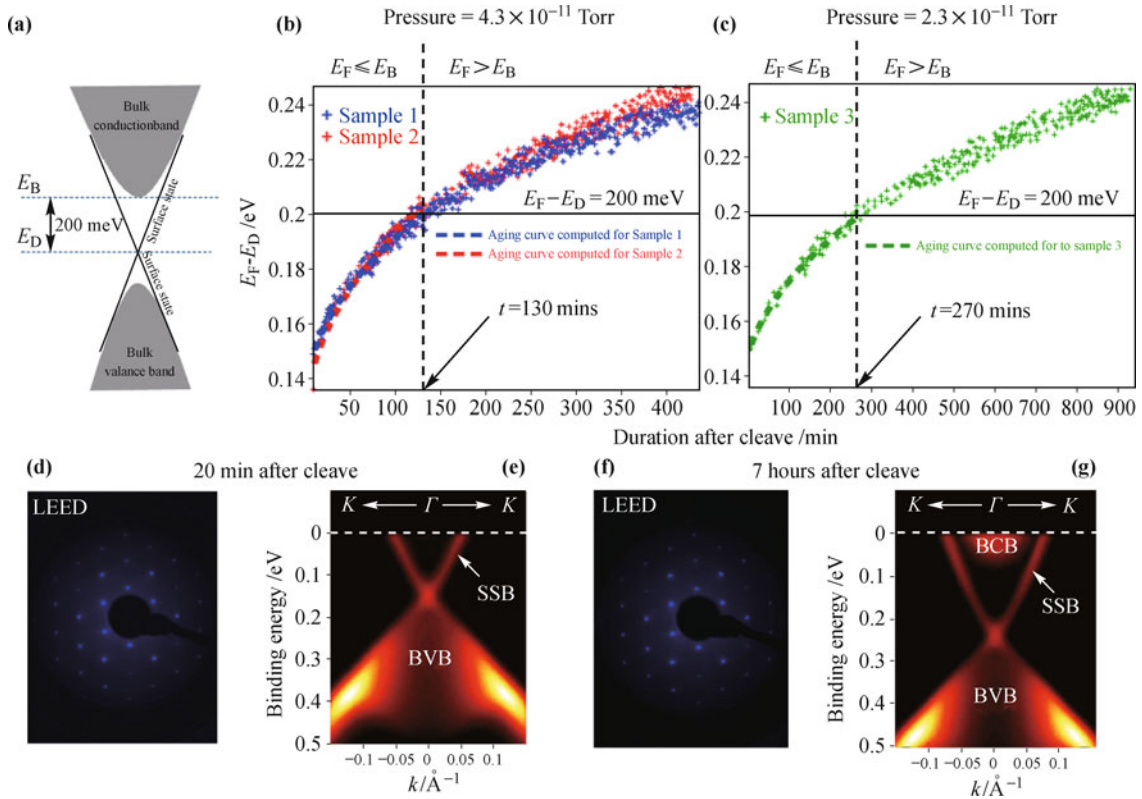 (a)
Bulk
conductionband
E_B
200 meV
E_D
Surface state
Surface state
Bulk
valance band
(b)
Pressure = 4.3×10⁻¹¹ Torr
E_F ≤ E_B
E_F > E_B
Sample 1
Sample 2
E_F−E_D = 200 meV
Aging curve computed for Sample 1
Aging curve computed for Sample 2
t=130 mins
E_F-E_D /eV
0.24
0.22
0.2
0.18
0.16
0.14
50 100 150 200 250 300 350 400
(c)
Pressure = 2.3×10⁻¹¹ Torr
E_F ≤ E_B
E_F > E_B
Sample 3
E_F−E_D = 200 meV
Aging curve computed for to sample 3
t=270 mins
0.24
0.22
0.2
0.18
0.16
0.14
100 200 300 400 500 600 700 800 900
Duration after cleave /min
(d)
20 min after cleave
(e)
LEED
K ← Γ → K
Binding energy /eV
0
0.1
0.2
0.3
0.4
0.5
SSB
BVB
−0.1 −0.05 0 0.05 0.1
k/Å⁻¹
(f)
7 hours after cleave
(g)
LEED
K ← Γ → K
Binding energy /eV
0
0.1
0.2
0.3
0.4
0.5
BCB
SSB
BVB
−0.1 −0.05 0 0.05 0.1
k/Å⁻¹